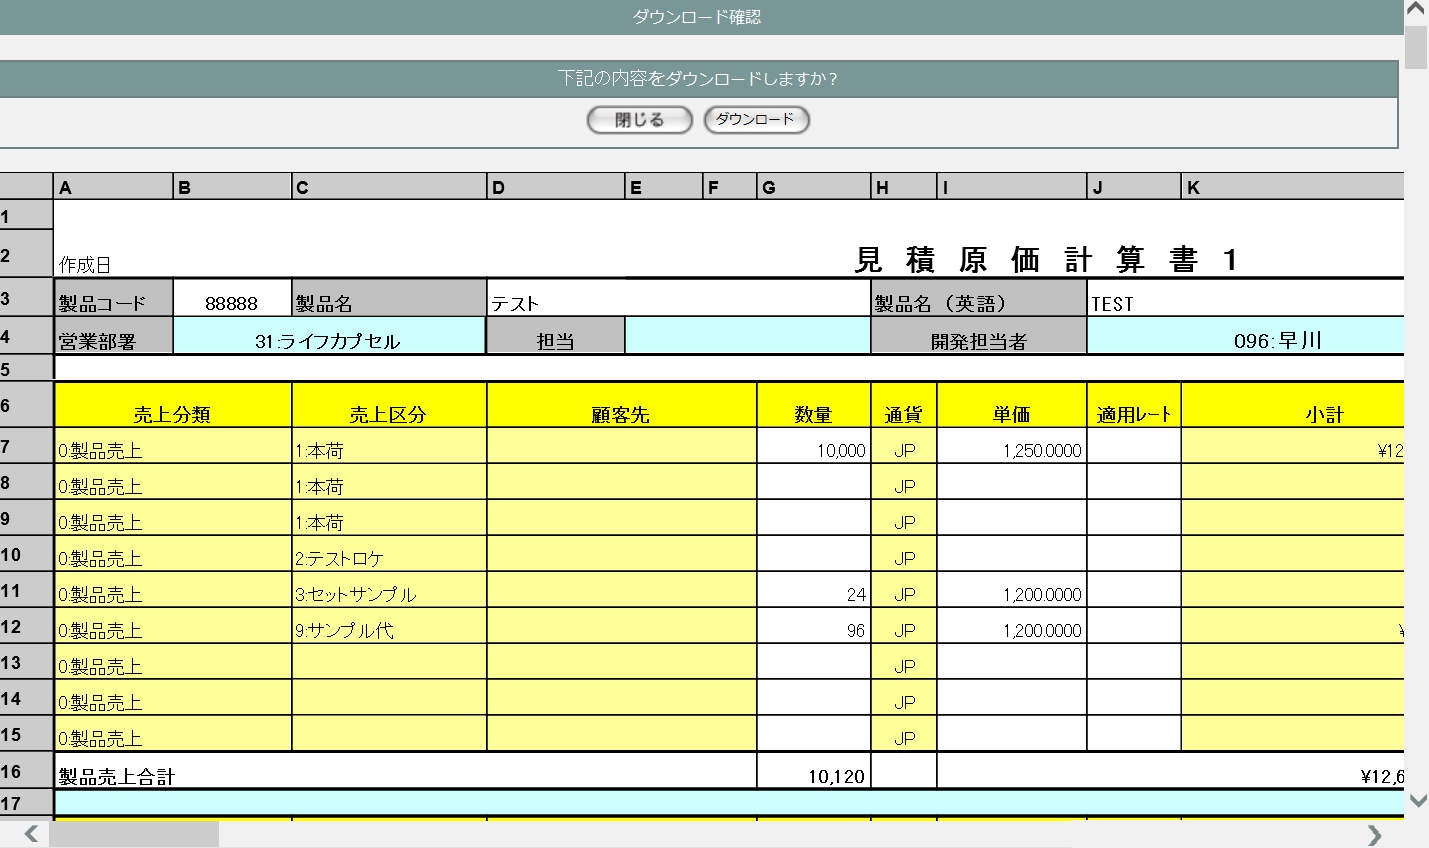 ダウンロード確認
下記の内容をダウンロードしますか？
閉じる ダウンロード
A B C D E F G H I J K
1
2 作成日 見積原価計算書１
3 製品コード 88888 製品名 テスト 製品名（英語） TEST
4 営業部署 31:ライフカプセル 担当 開発担当者 096:早川
5
6 売上分類 売上区分 顧客先 数量 通貨 単価 適用レート 小計
7 0:製品売上 1:本荷 10,000 JP 1,250.0000 ¥12
8 0:製品売上 1:本荷 JP
9 0:製品売上 1:本荷 JP
10 0:製品売上 2:テストロケ JP
11 0:製品売上 3:セットサンプル 24 JP 1,200.0000
12 0:製品売上 9:サンプル代 96 JP 1,200.0000 ¥
13 0:製品売上 JP
14 0:製品売上 JP
15 0:製品売上 JP
16 製品売上合計 10,120 ¥12,6
17